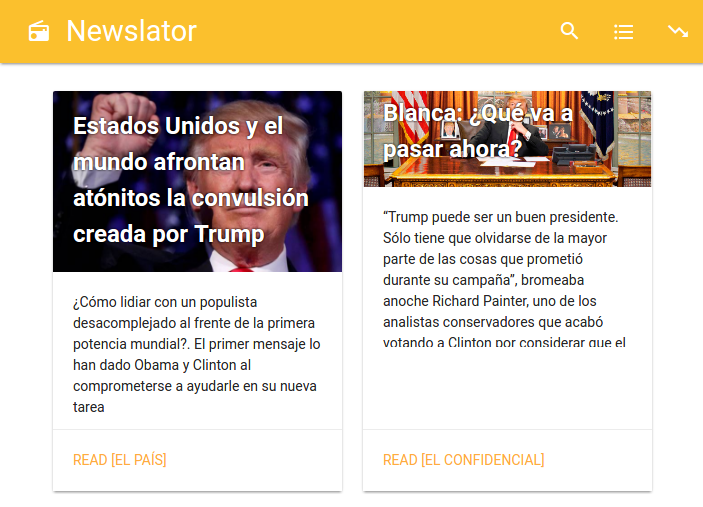 Newslator
Estados Unidos y el
mundo afrontan
atónitos la convulsión
creada por Trump
¿Cómo lidiar con un populista
desacomplejado al frente de la primera
potencia mundial?. El primer mensaje lo
han dado Obama y Clinton al
comprometerse a ayudarle en su nueva
tarea
READ [EL PAÍS]
Blanca: ¿Qué va a
pasar ahora?
“Trump puede ser un buen presidente.
Sólo tiene que olvidarse de la mayor
parte de las cosas que prometió
durante su campaña”, bromeaba
anoche Richard Painter, uno de los
analistas conservadores que acabó
votando a Clinton por considerar que el
READ [EL CONFIDENCIAL]